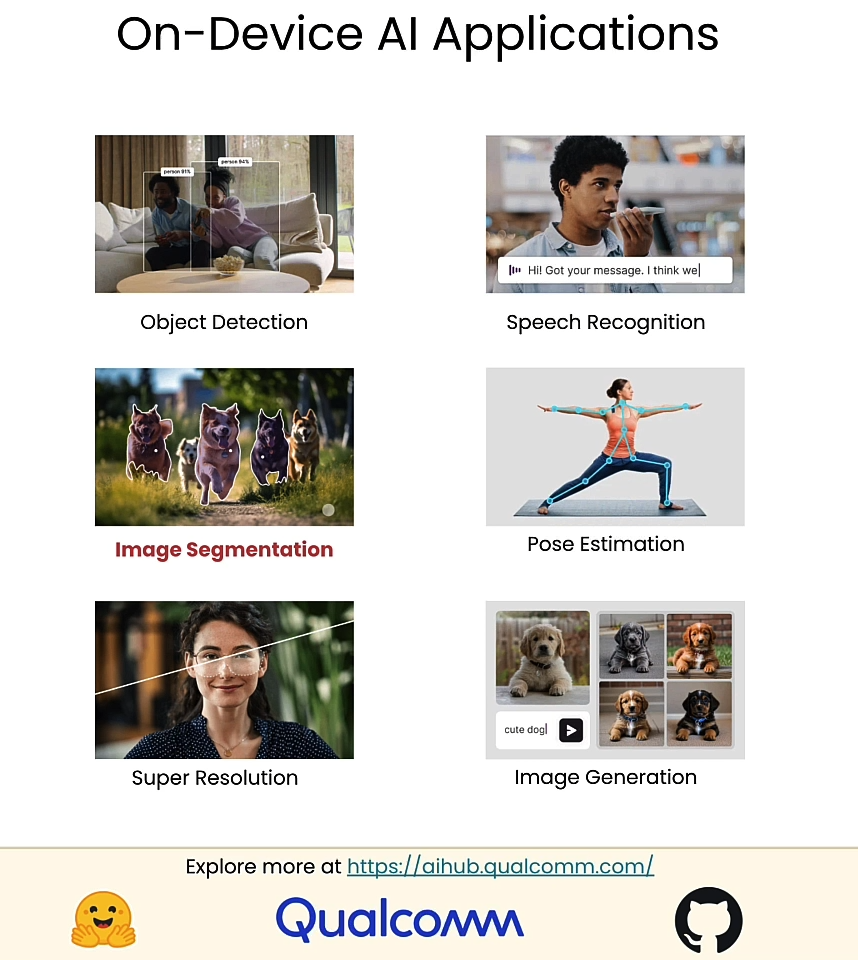 On-Device AI Applications
person 91%
person 94%
Object Detection
Hi! Got your message. I think we
Speech Recognition
Image Segmentation
Pose Estimation
Super Resolution
cute dog
Image Generation
Explore more at https://aihub.qualcomm.com/
Qualcomm